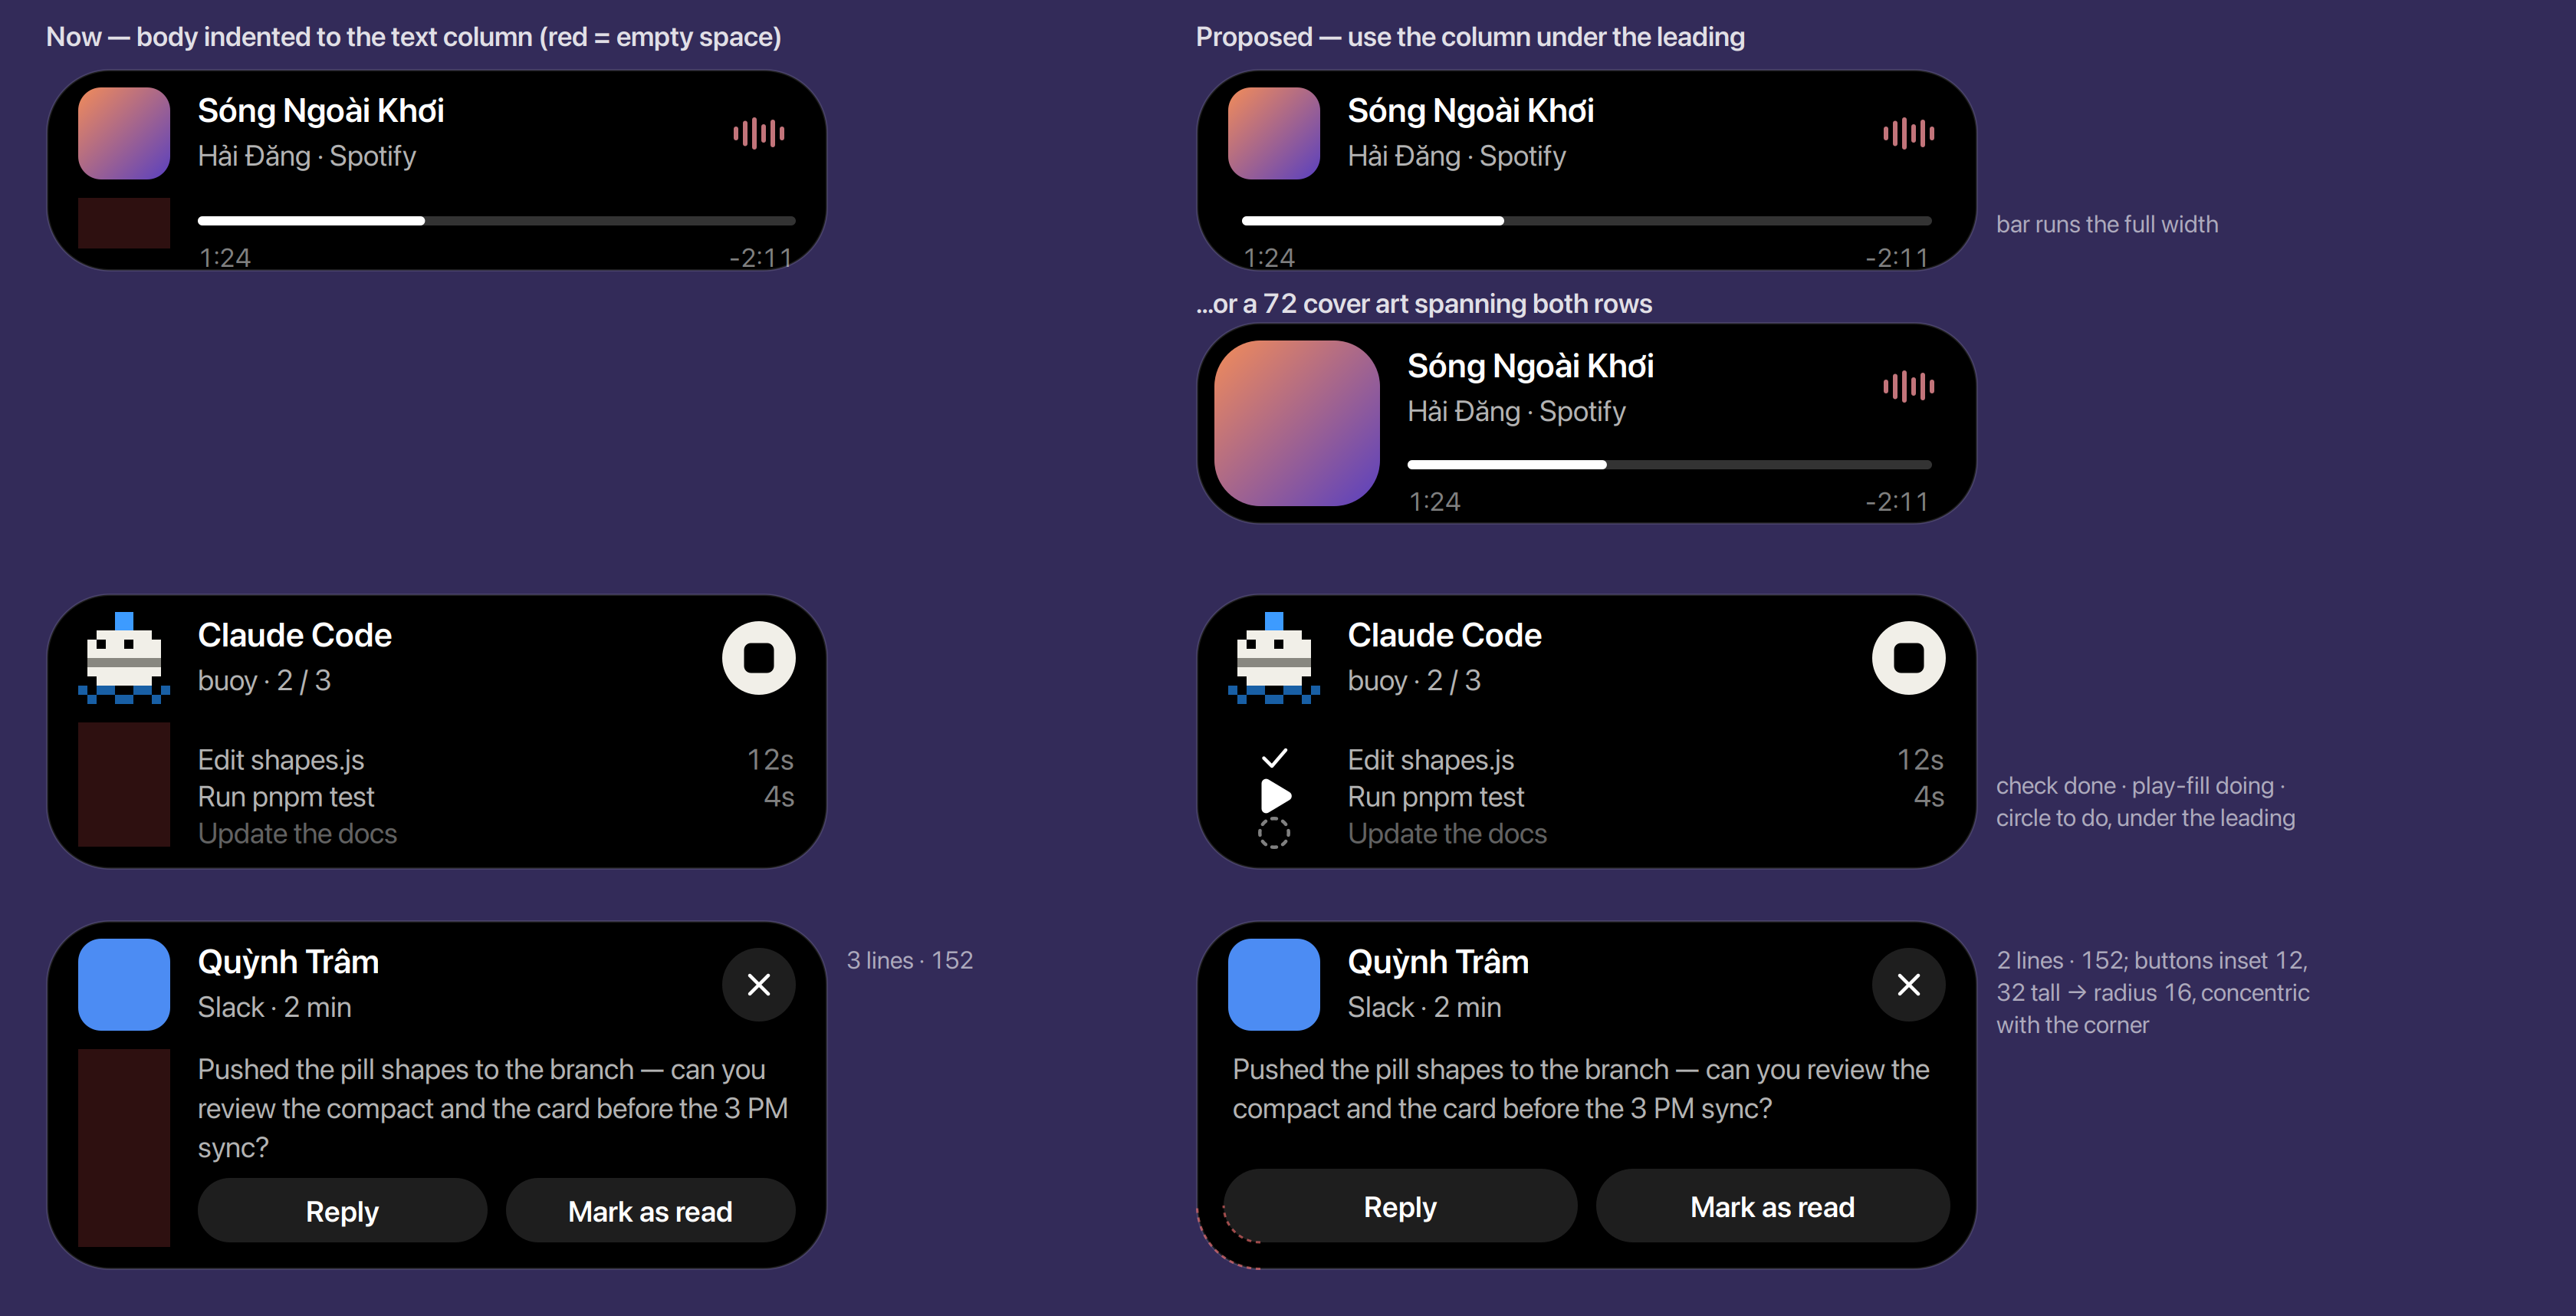 Now — body indented to the text column (red = empty space)
Sóng Ngoài Khơi
Hải Đăng · Spotify
1:24
-2:11
Claude Code
buoy · 2 / 3
Edit shapes.js
12s
Run pnpm test
4s
Update the docs
Quỳnh Trâm
Slack · 2 min
3 lines · 152
Pushed the pill shapes to the branch — can you
review the compact and the card before the 3 PM
sync?
Reply
Mark as read
Proposed — use the column under the leading
Sóng Ngoài Khơi
Hải Đăng · Spotify
1:24
-2:11
bar runs the full width
...or a 72 cover art spanning both rows
Sóng Ngoài Khơi
Hải Đăng · Spotify
1:24
-2:11
Claude Code
buoy · 2 / 3
Edit shapes.js
12s
Run pnpm test
4s
Update the docs
check done · play-fill doing ·
circle to do, under the leading
Quỳnh Trâm
Slack · 2 min
2 lines · 152; buttons inset 12,
32 tall → radius 16, concentric
with the corner
Pushed the pill shapes to the branch — can you review the
compact and the card before the 3 PM sync?
Reply
Mark as read